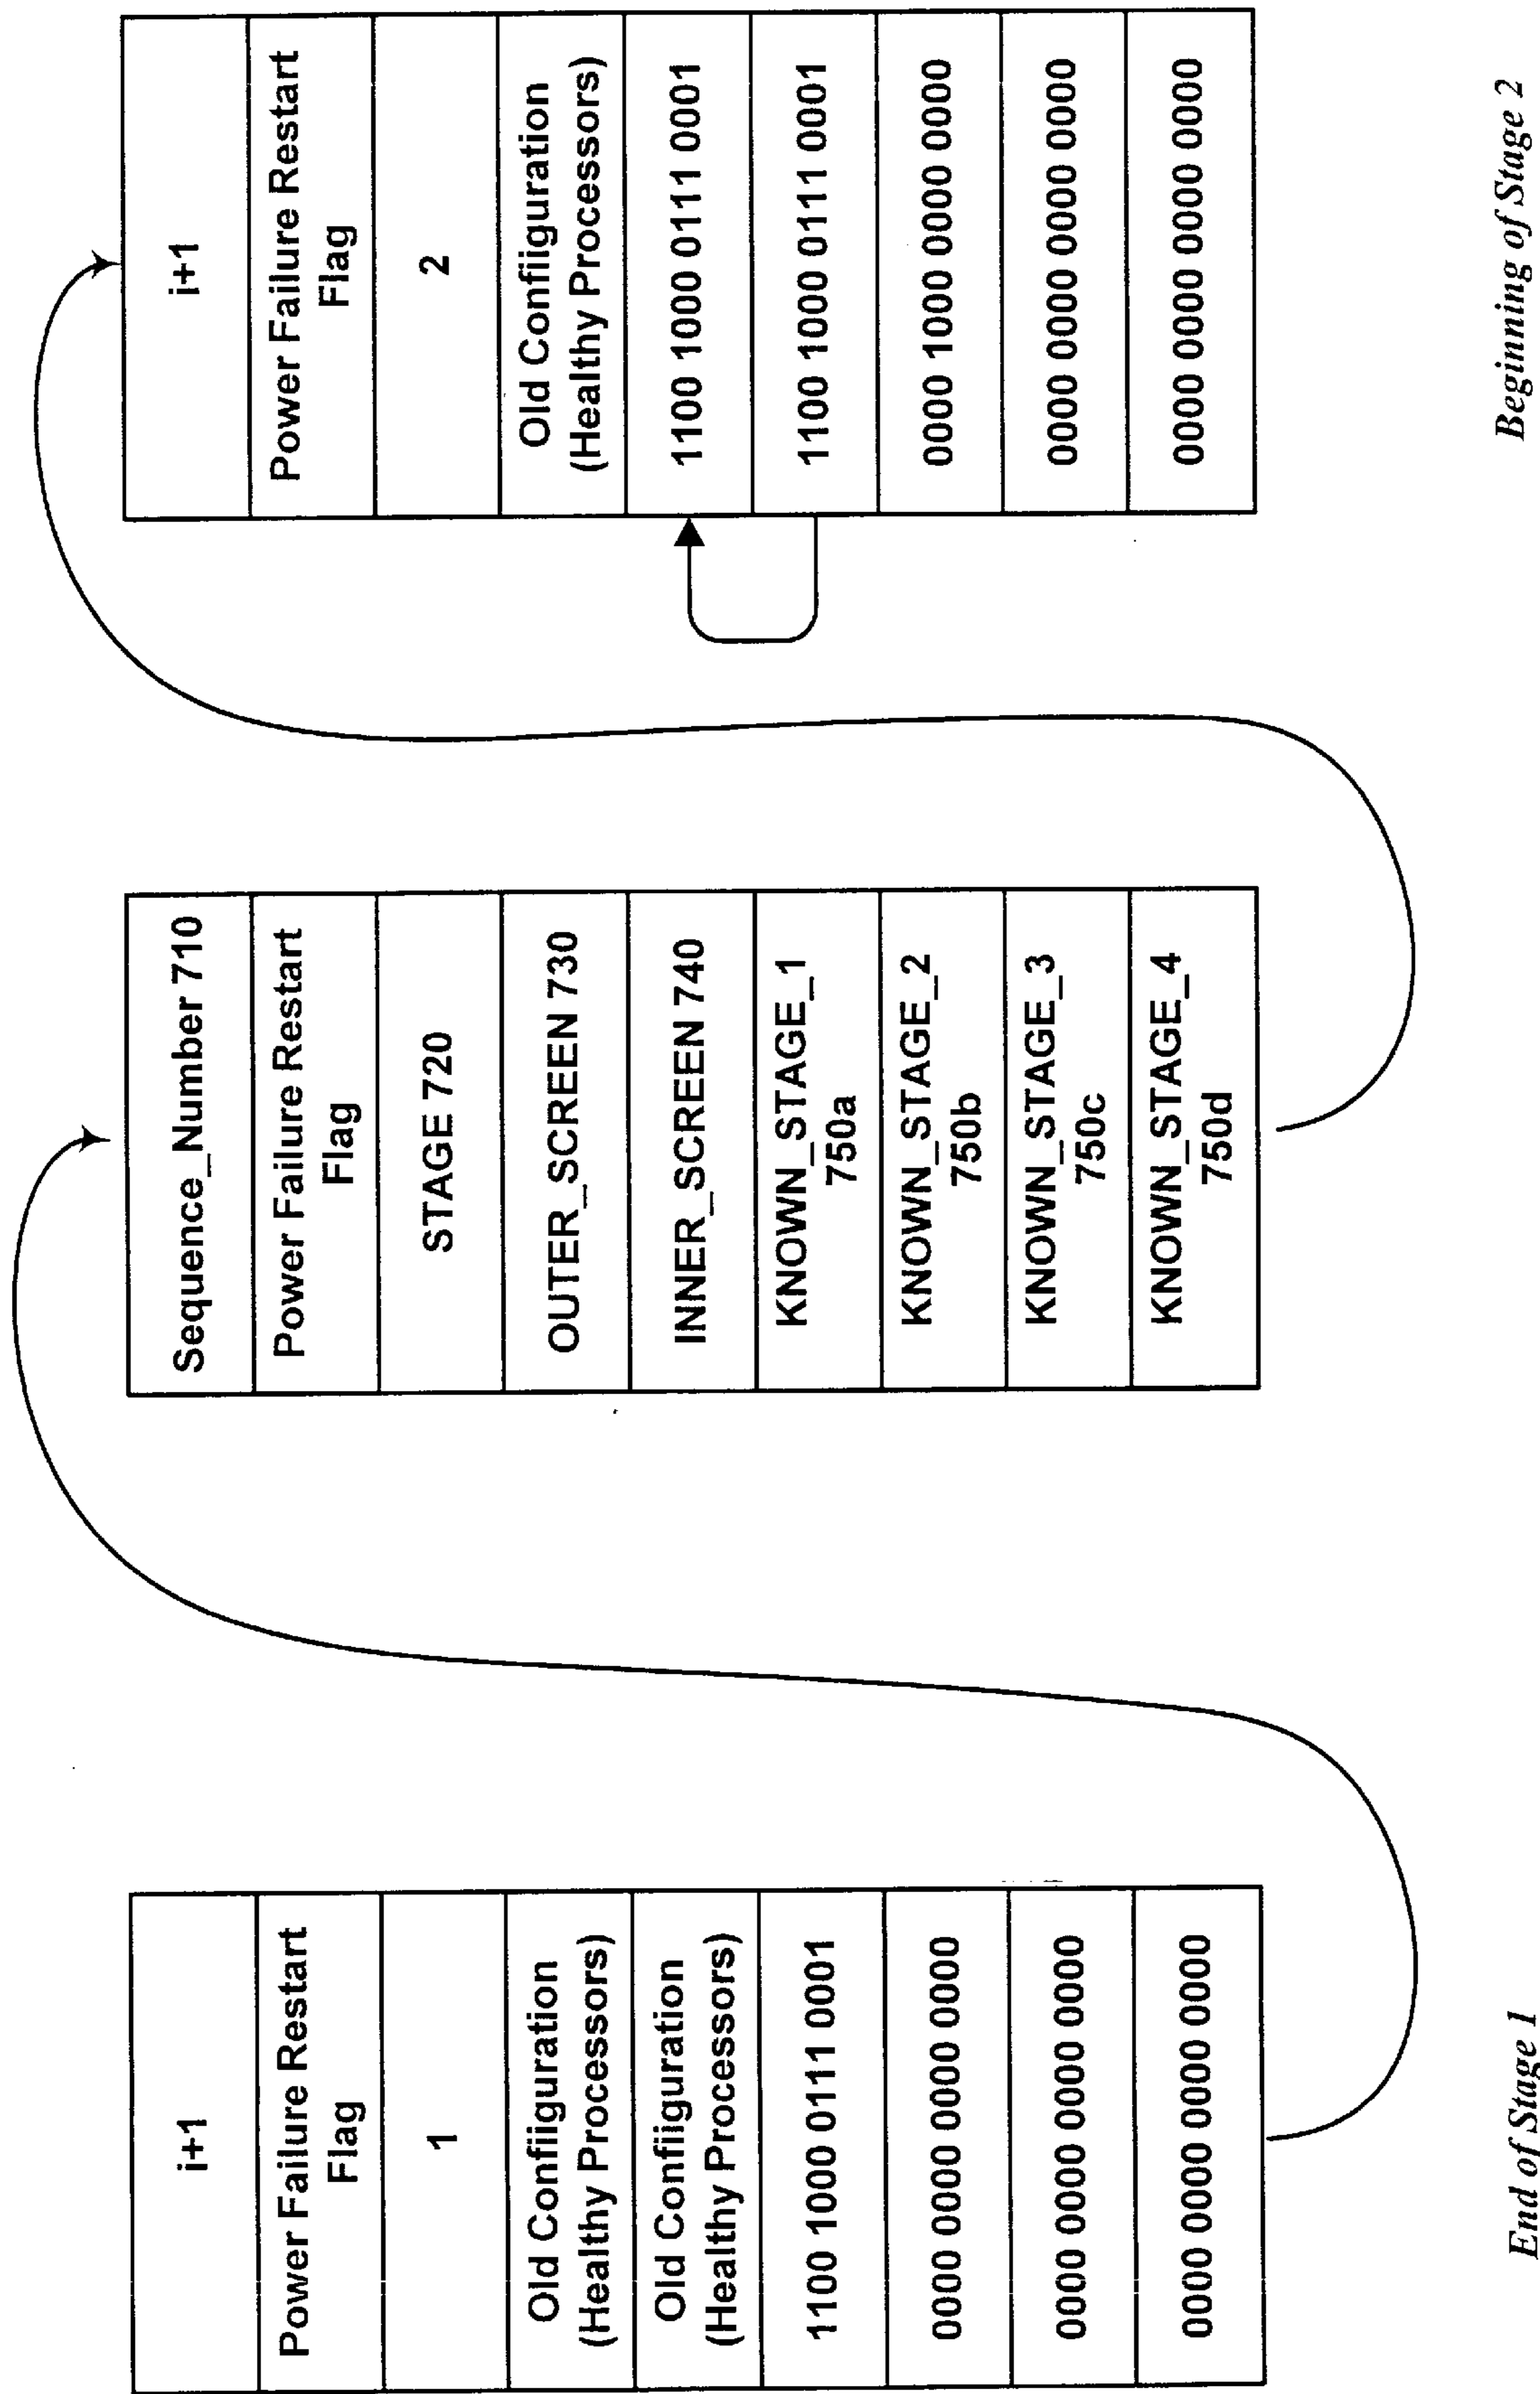 i+1
Power Failure Restart
Flag
1
Old Confiiguration
(Healthy Processors)
Old Confiiguration
(Healthy Processors)
1100 1000 0111 0001
0000 0000 0000 0000
0000 0000 0000 0000
0000 0000 0000 0000
End of Stage 1
Sequence_Number 710
Power Failure Restart
Flag
STAGE 720
OUTER_SCREEN 730
INNER_SCREEN 740
KNOWN_STAGE_1
750a
KNOWN_STAGE_2
750b
KNOWN_STAGE_3
750c
KNOWN_STAGE_4
750d
i+1
Power Failure Restart
Flag
2
Old Confiiguration
(Healthy Processors)
1100 1000 0111 0001
1100 1000 0111 0001
0000 1000 0000 0000
0000 0000 0000 0000
0000 0000 0000 0000
Beginning of Stage 2